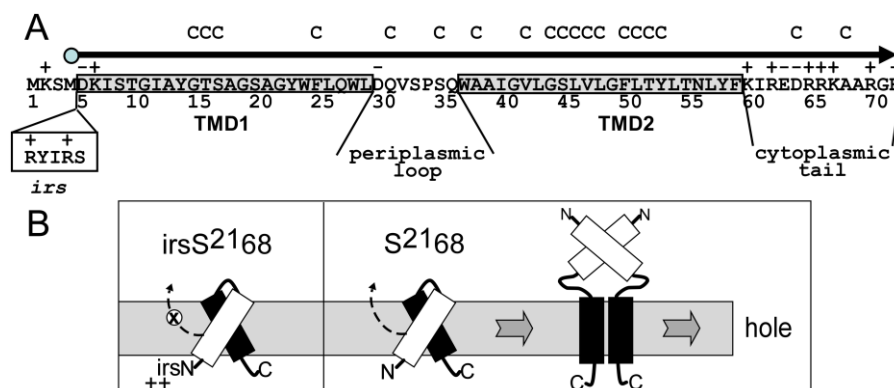 A
CCC C C C C C CCCCC CCCC C C
+ –+ – + +––+++ +
MKSMDKISTGIAYGTSAGSAGYWFLQWLDQVSPSQWAAIGVLGSLVLGFLTYLTNLYFKIREDRRKAARGE
1 5 10 15 20 25 30 35 40 45 50 55 60 65 70
TMD1 TMD2
+ +
RYIRS
irs
periplasmic
loop
cytoplasmic
tail
B
irsS2168
S2168
N N
x
hole
irsN C
++
N C
C C